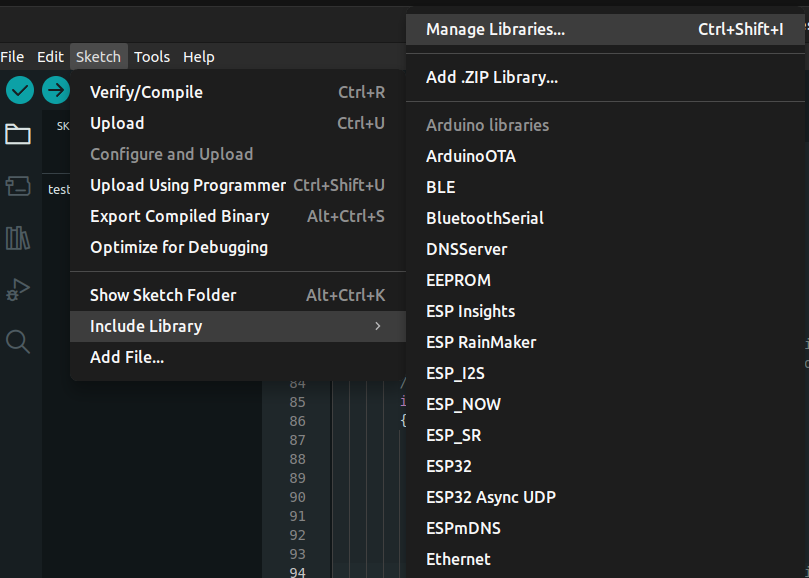 File Edit Sketch Tools Help
Verify/Compile Ctrl+R
Upload Ctrl+U
Configure and Upload
Upload Using Programmer Ctrl+Shift+U
Export Compiled Binary Alt+Ctrl+S
Optimize for Debugging
Show Sketch Folder Alt+Ctrl+K
Include Library
Add File...
Manage Libraries... Ctrl+Shift+I
Add .ZIP Library...
Arduino libraries
ArduinoOTA
BLE
BluetoothSerial
DNSServer
EEPROM
ESP Insights
ESP RainMaker
ESP_I2S
ESP_NOW
ESP_SR
ESP32
ESP32 Async UDP
ESPmDNS
Ethernet
SK
test
84 /
85 i
86 {
87
88
89
90
91
92
93
94